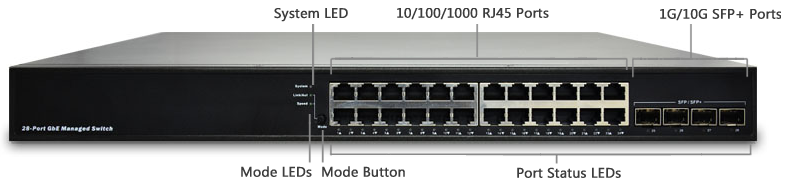 System LED
10/100/1000 RJ45 Ports
1G/10G SFP+ Ports
System
Link/Act
Speed
Mode
SFP / SFP+
28-Port GbE Managed Switch
Mode LEDs
Mode Button
Port Status LEDs